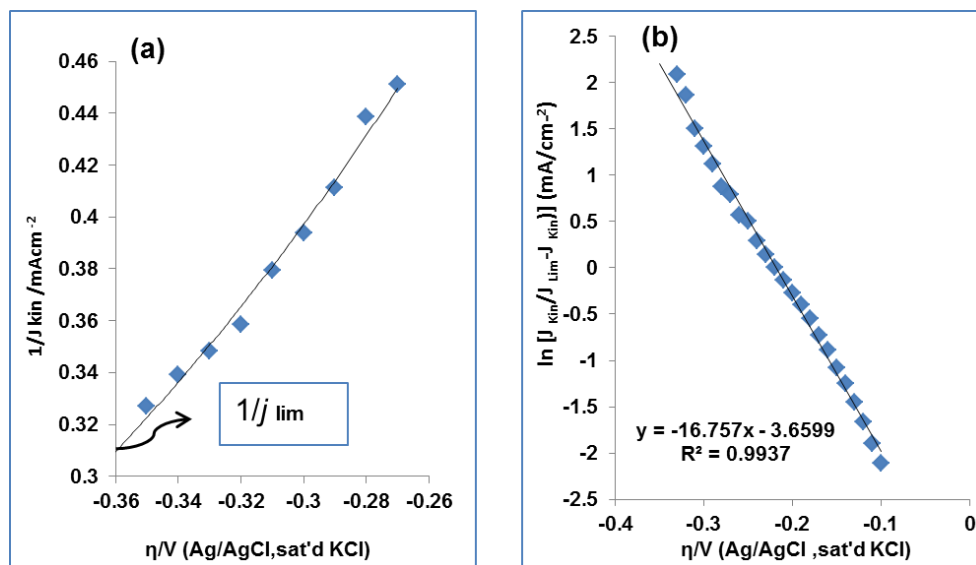 (a)
1/J kin /mAcm-2
0.46
0.44
0.42
0.4
0.38
0.36
0.34
0.32
0.3
1/j lim
-0.36 -0.34 -0.32 -0.3 -0.28 -0.26
η/V (Ag/AgCl,sat'd KCl)
(b)
ln [J Kin/J Lim-J Kin)] (mA/cm-2)
2.5
2
1.5
1
0.5
0
-0.5
-1
-1.5
-2
-2.5
y = -16.757x - 3.6599
R² = 0.9937
-0.4 -0.3 -0.2 -0.1 0
η/V (Ag/AgCl ,sat'd KCl)